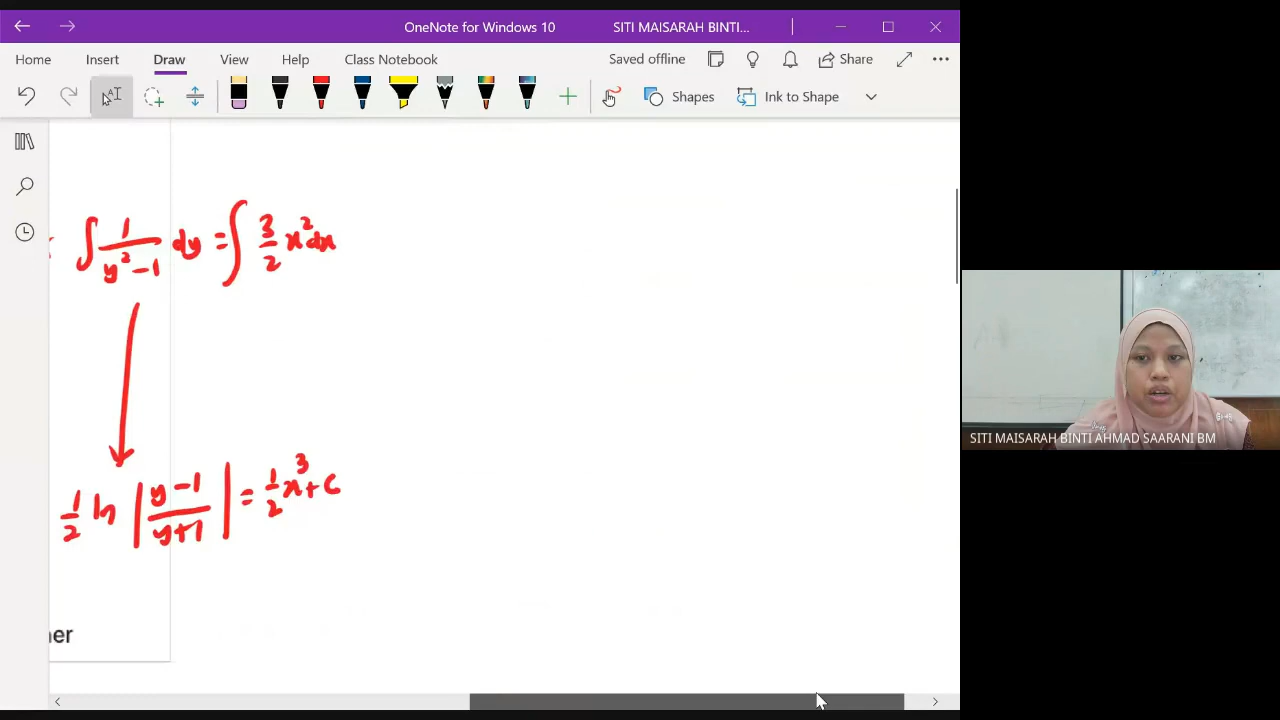 OneNote for Windows 10 SITI MAISARAH BINTI...
Home Insert Draw View Help Class Notebook Saved offline Share
Shapes Ink to Shape
∫ 1/(y²-1) dy = ∫ 3/2 x² dx
1/2 ln |(y-1)/(y+1)| = 1/2 x³ + c
SITI MAISARAH BINTI AHMAD SAARANI BM